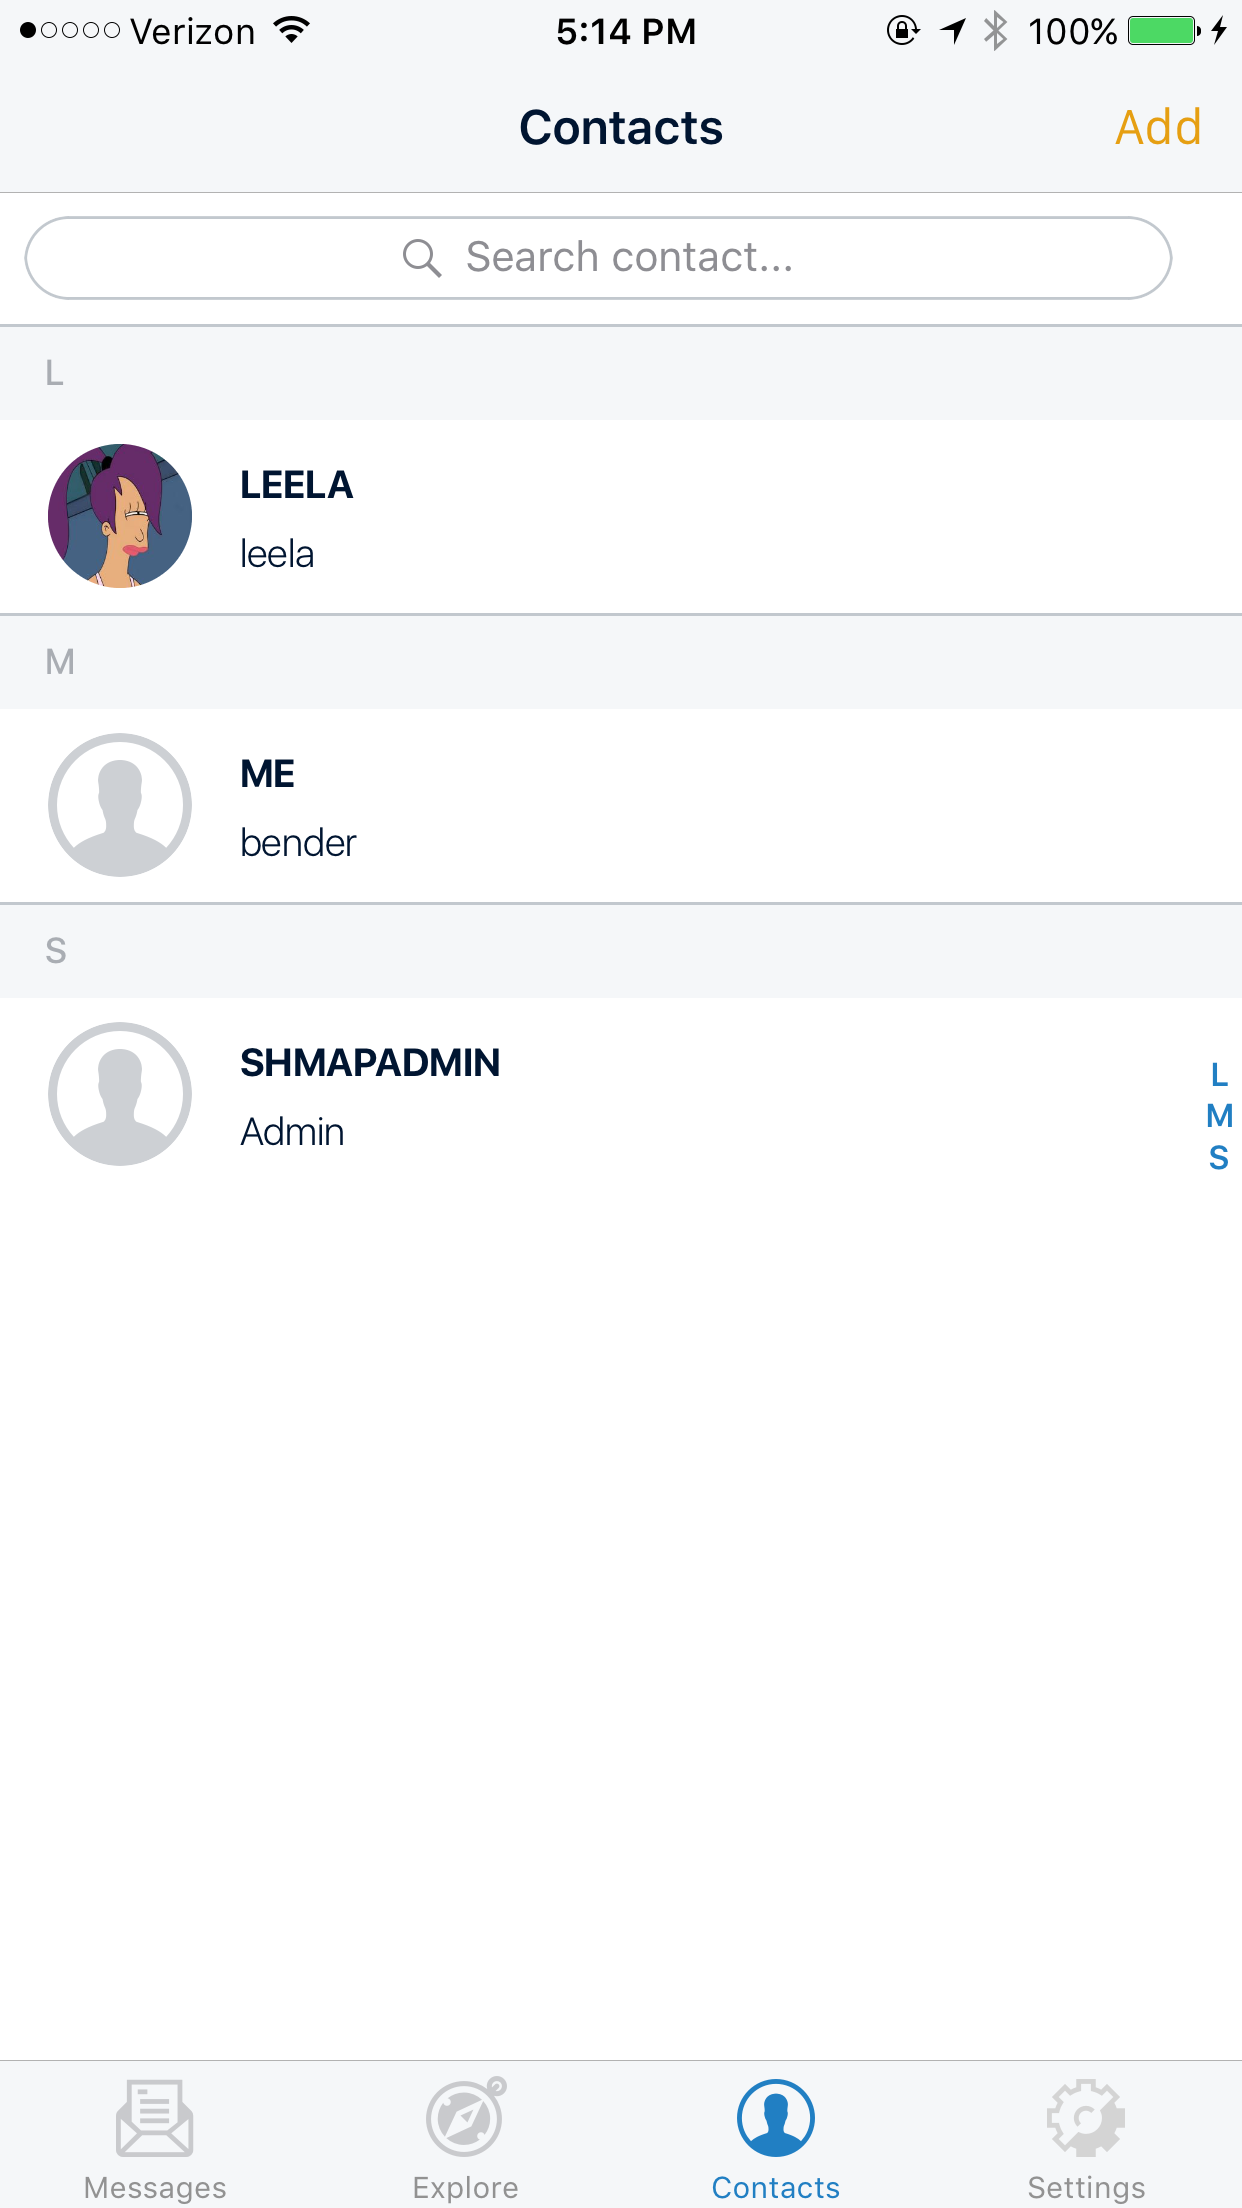 Verizon 5:14 PM 100%
Contacts Add
Search contact...
L
LEELA
leela
M
ME
bender
S
SHMAPADMIN
Admin
L
M
S
Messages Explore Contacts Settings